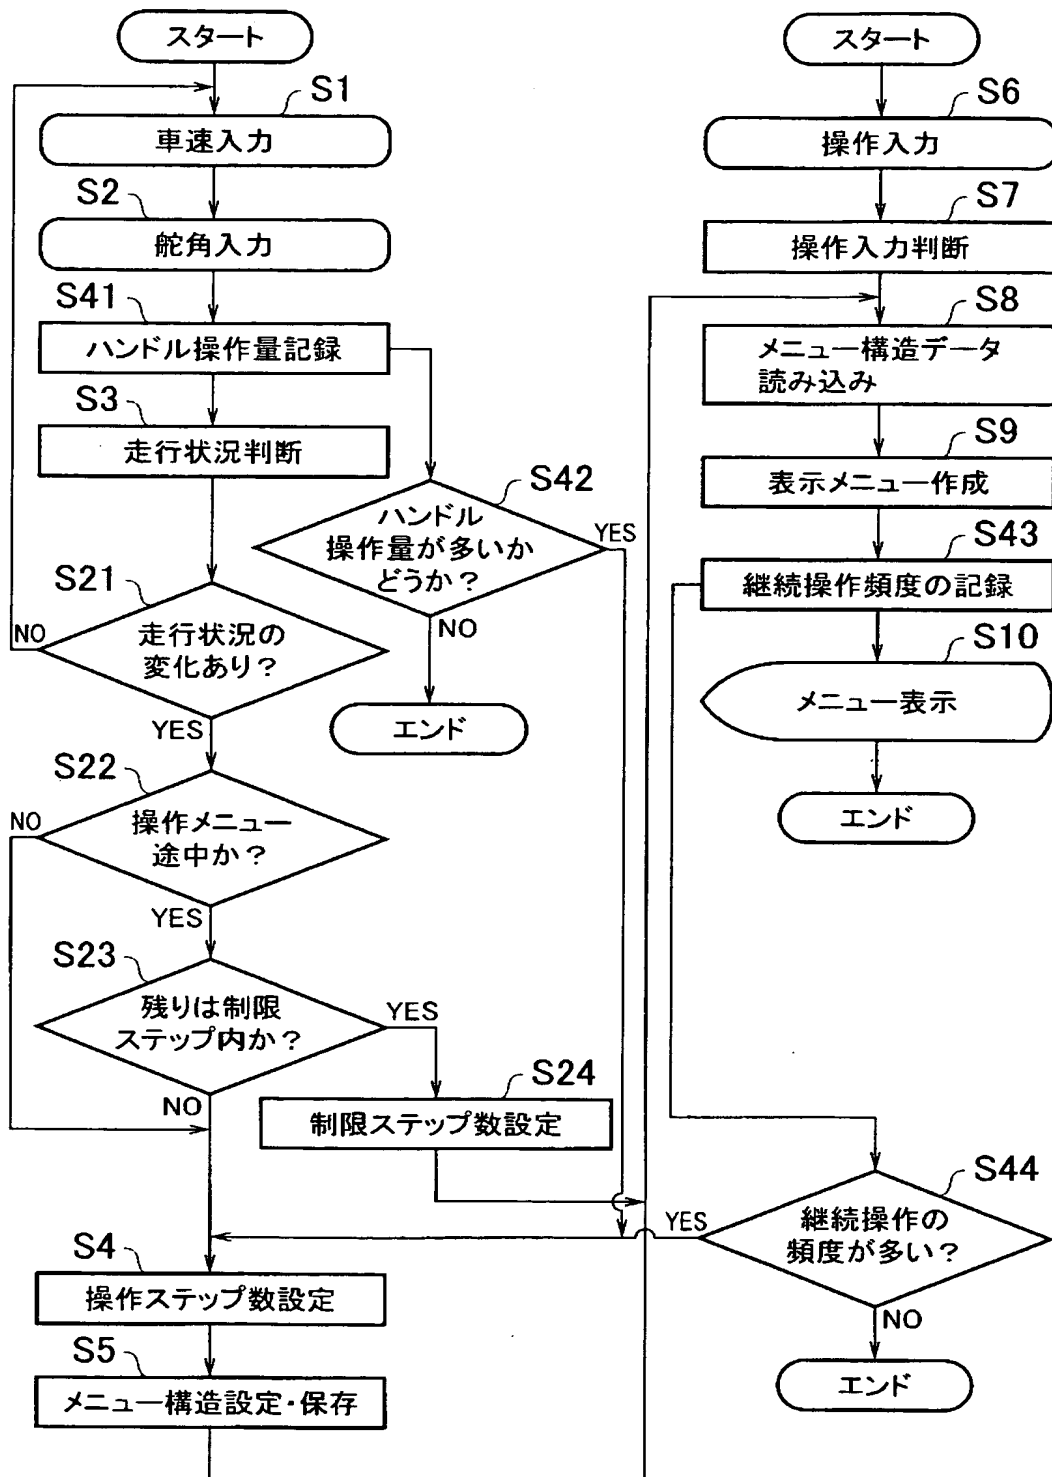 スタート
S1
車速入力
S2
舵角入力
S41
ハンドル操作量記録
S3
走行状況判断
S42
ハンドル
操作量が多いか
どうか？
YES
NO
エンド
S21
走行状況の
変化あり？
NO
YES
S22
操作メニュー
途中か？
NO
YES
S23
残りは制限
ステップ内か？
YES
NO
S24
制限ステップ数設定
S4
操作ステップ数設定
S5
メニュー構造設定・保存
スタート
S6
操作入力
S7
操作入力判断
S8
メニュー構造データ
読み込み
S9
表示メニュー作成
S43
継続操作頻度の記録
S10
メニュー表示
エンド
S44
継続操作の
頻度が多い？
YES
NO
エンド